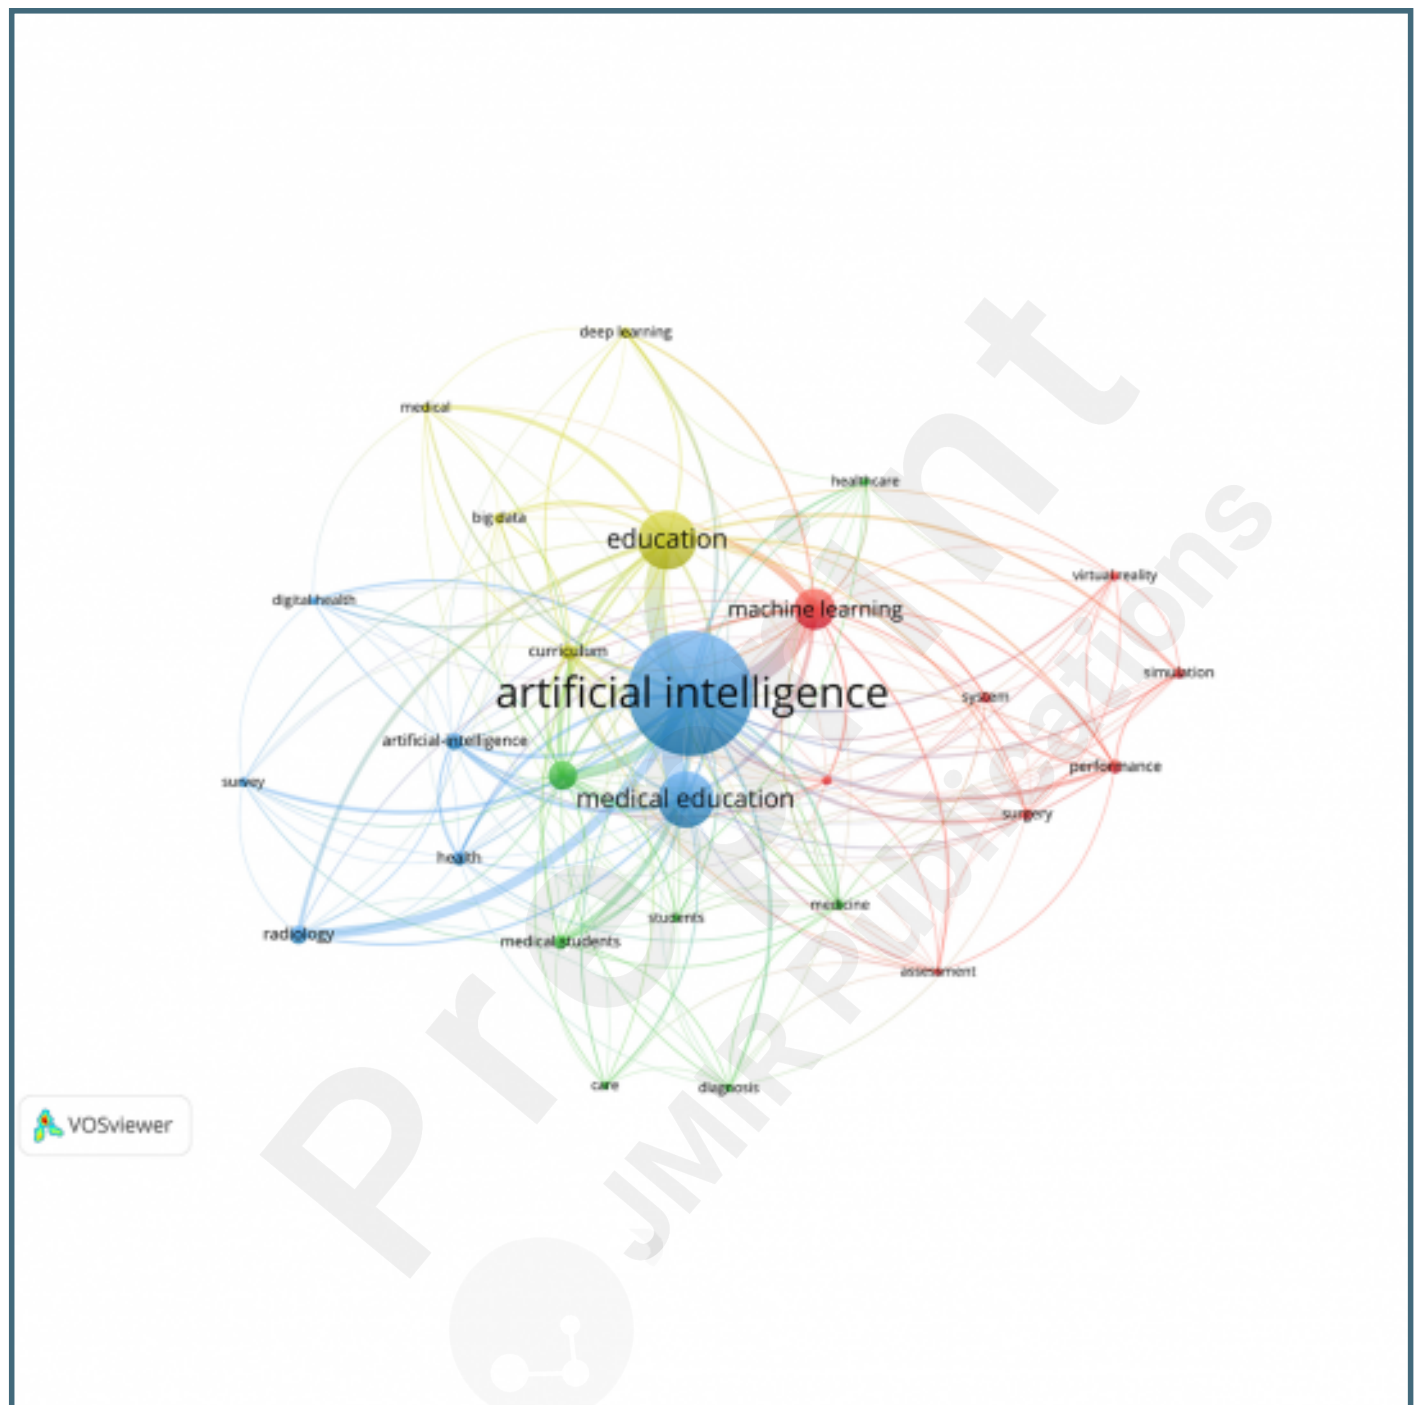 deep learning
medical
healthcare
big data
education
virtual reality
digital health
machine learning
curriculum
simulation
artificial intelligence
system
artificial-intelligence
performance
survey
medical education
surgery
health
medicine
students
radiology
medical students
assessment
care
diagnosis
VOSviewer
Preprint
JMIR Publications